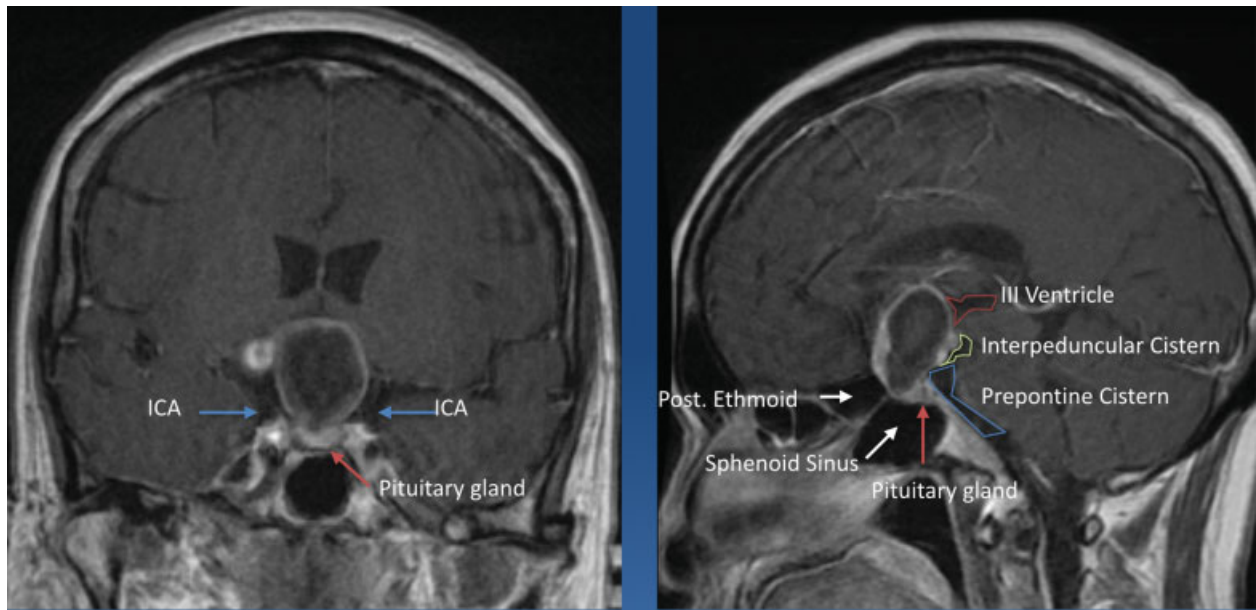 ICA
ICA
Pituitary gland
III Ventricle
Interpeduncular Cistern
Post. Ethmoid
Prepontine Cistern
Sphenoid Sinus
Pituitary gland